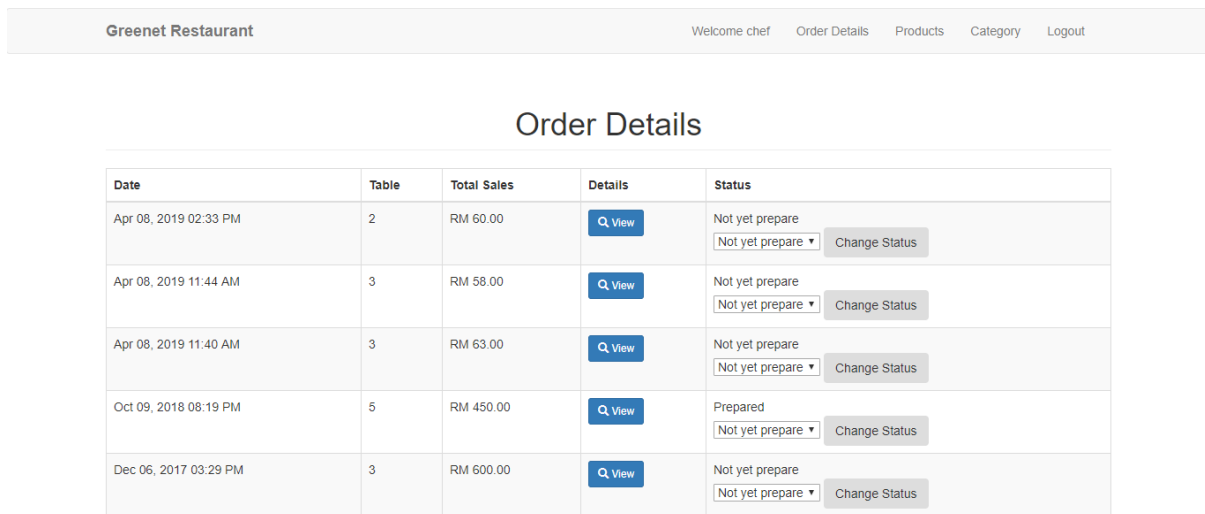 Greenet Restaurant Welcome chef Order Details Products Category Logout
Order Details
Date Table Total Sales Details Status
Apr 08, 2019 02:33 PM 2 RM 60.00 View Not yet prepare
Not yet prepare Change Status
Apr 08, 2019 11:44 AM 3 RM 58.00 View Not yet prepare
Not yet prepare Change Status
Apr 08, 2019 11:40 AM 3 RM 63.00 View Not yet prepare
Not yet prepare Change Status
Oct 09, 2018 08:19 PM 5 RM 450.00 View Prepared
Not yet prepare Change Status
Dec 06, 2017 03:29 PM 3 RM 600.00 View Not yet prepare
Not yet prepare Change Status